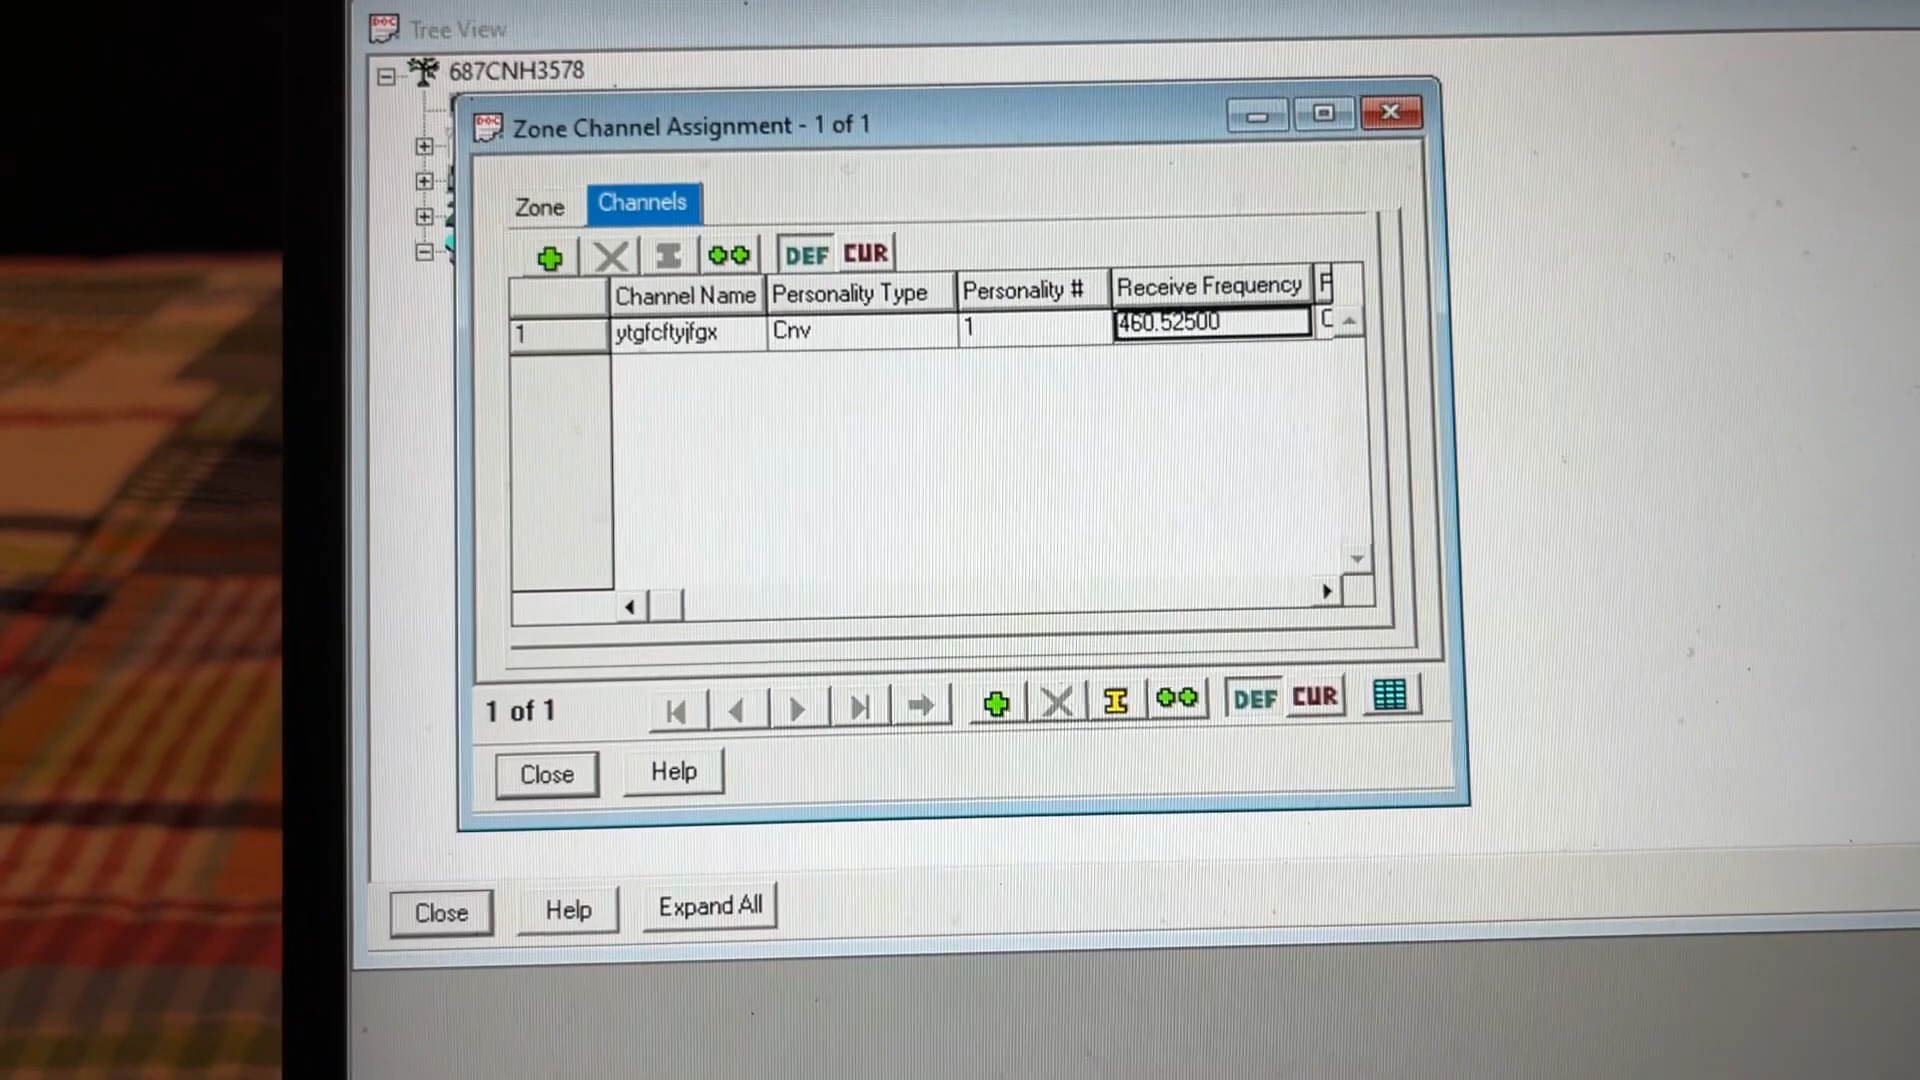 Tree View
687CNH3578
Zone Channel Assignment - 1 of 1
Zone Channels
DEF CUR
Channel Name Personality Type Personality # Receive Frequency
1 ytgfcftyjfgx Cnv 1 460.52500
1 of 1 DEF CUR
Close Help
Close Help Expand All